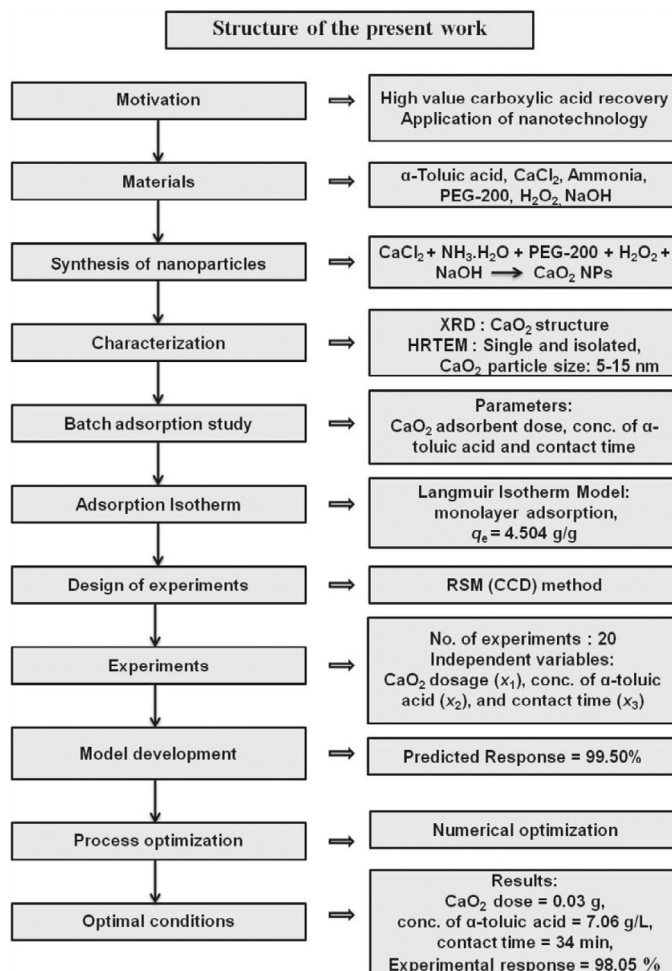 Structure of the present work
Motivation
High value carboxylic acid recovery
Application of nanotechnology
Materials
α-Toluic acid, CaCl₂, Ammonia,
PEG-200, H₂O₂, NaOH
Synthesis of nanoparticles
CaCl₂ + NH₃.H₂O + PEG-200 + H₂O₂ +
NaOH ⟶ CaO₂ NPs
Characterization
XRD : CaO₂ structure
HRTEM : Single and isolated,
CaO₂ particle size: 5-15 nm
Batch adsorption study
Parameters:
CaO₂ adsorbent dose, conc. of α-
toluic acid and contact time
Adsorption Isotherm
Langmuir Isotherm Model:
monolayer adsorption,
qₑ = 4.504 g/g
Design of experiments
RSM (CCD) method
Experiments
No. of experiments : 20
Independent variables:
CaO₂ dosage (x₁), conc. of α-toluic
acid (x₂), and contact time (x₃)
Model development
Predicted Response = 99.50%
Process optimization
Numerical optimization
Optimal conditions
Results:
CaO₂ dose = 0.03 g,
conc. of α-toluic acid = 7.06 g/L,
contact time = 34 min,
Experimental response = 98.05 %